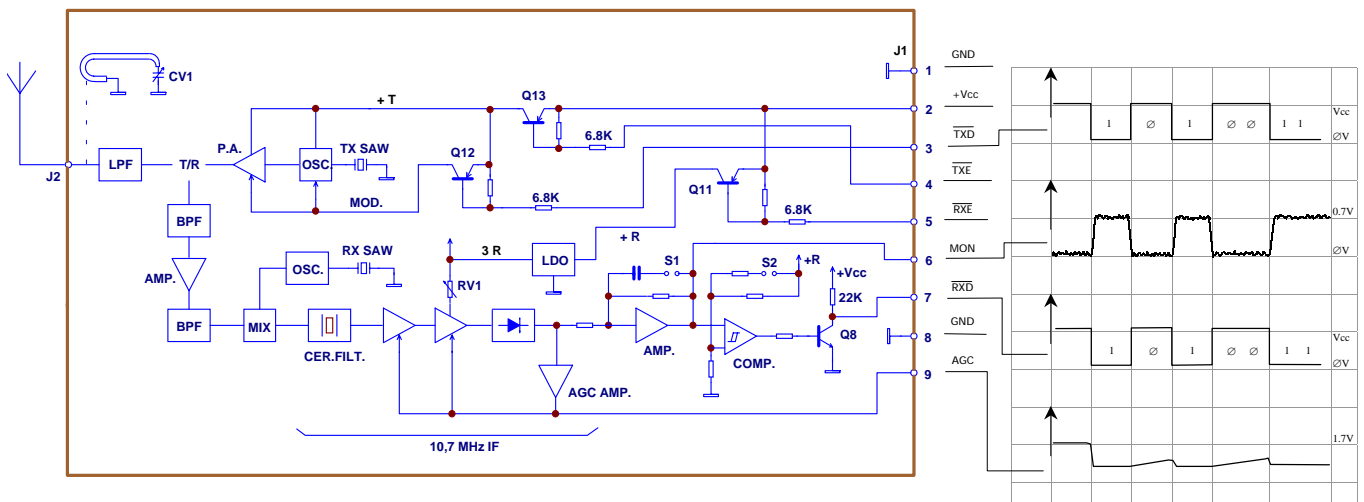 J1
1 GND
CV1
Q13
+ T
2 +Vcc
Vcc
6.8K
1 Ø 1 Ø Ø 1 1
3 TXD
ØV
P.A.
Q12
TX SAW
LPF
T/R
OSC.
J2
4 TXE
Q11
MOD.
6.8K
6.8K
5 RXE
0.7V
BPF
+ R
6 MON
ØV
RX SAW
3 R
OSC.
LDO
S1
S2
+R
AMP.
+Vcc
RV1
22K
7 RXD
BPF
MIX
Q8
Vcc
8 GND
1 Ø 1 Ø Ø 1 1
CER.FILT.
AMP.
COMP.
ØV
9 AGC
AGC AMP.
10,7 MHz IF
1.7V